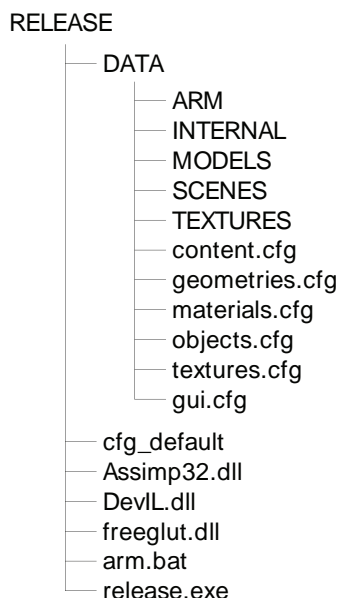 RELEASE
DATA
ARM
INTERNAL
MODELS
SCENES
TEXTURES
content.cfg
geometries.cfg
materials.cfg
objects.cfg
textures.cfg
gui.cfg
cfg_default
Assimp32.dll
DevIL.dll
freeglut.dll
arm.bat
release.exe